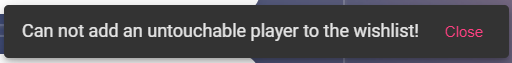 Can not add an untouchable player to the wishlist! Close